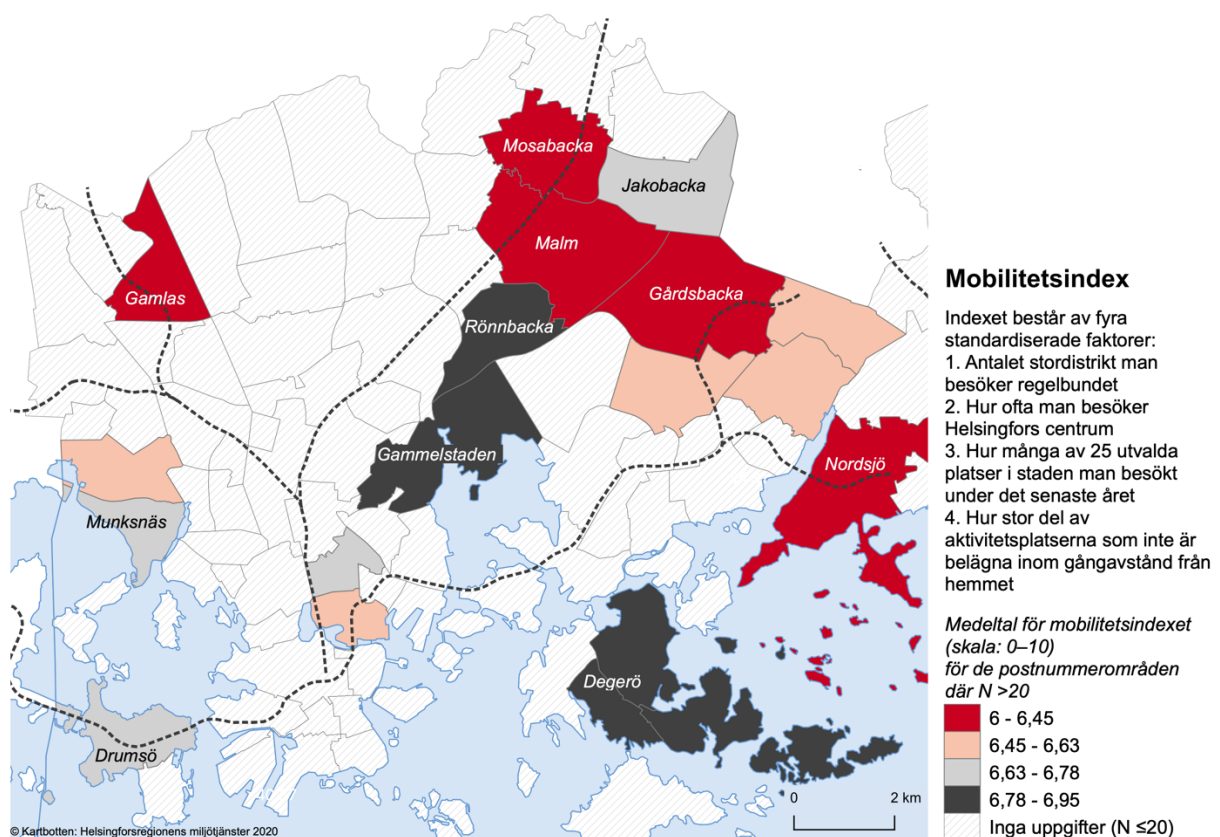 Mosabacka
Jakobacka
Malm
Gamlas
Gårdsbacka
Rönnbacka
Gammelstaden
Nordsjö
Munksnäs
Degerö
Drumsö
0 2 km
© Kartbotten: Helsingforsregionens miljötjänster 2020
Mobilitetsindex
Indexet består av fyra
standardiserade faktorer:
1. Antalet stordistrikt man
besöker regelbundet
2. Hur ofta man besöker
Helsingfors centrum
3. Hur många av 25 utvalda
platser i staden man besökt
under det senaste året
4. Hur stor del av
aktivitetsplatserna som inte är
belägna inom gångavstånd från
hemmet
Medeltal för mobilitetsindexet
(skala: 0–10)
för de postnummerområden
där N >20
6 - 6,45
6,45 - 6,63
6,63 - 6,78
6,78 - 6,95
Inga uppgifter (N ≤20)